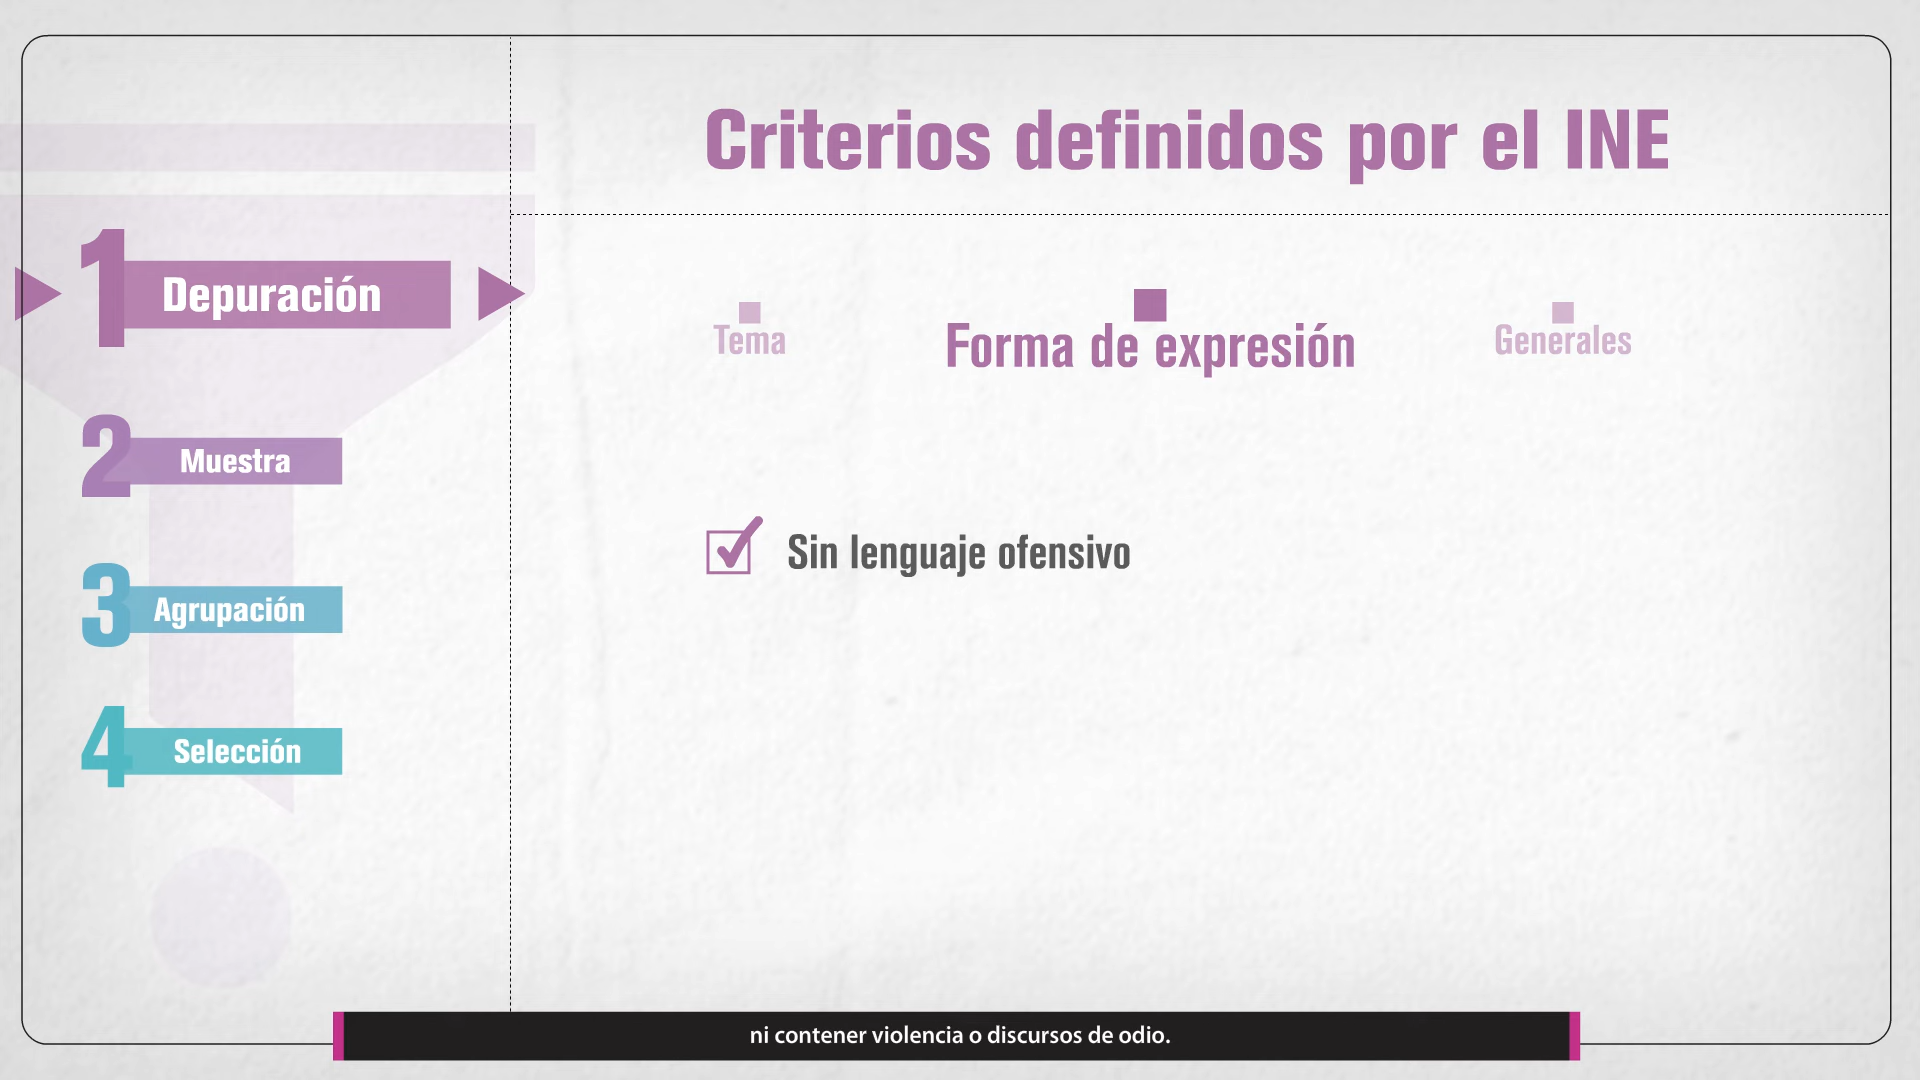 Criterios definidos por el INE
1 Depuración
2 Muestra
3 Agrupación
4 Selección
Tema
Forma de expresión
Generales
Sin lenguaje ofensivo
ni contener violencia o discursos de odio.